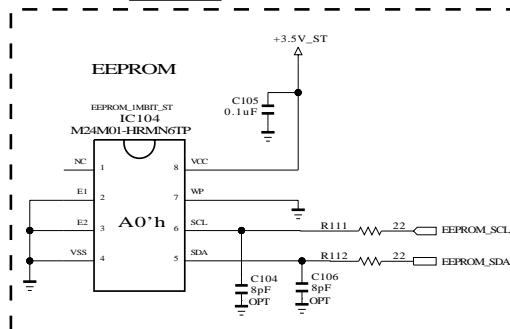 +3.5V_ST
EEPROM
C105
0.1uF
EEPROM_1MBIT_ST
IC104
M24M01-HRMN6TP
NC 1 8 VCC
E1 2 7 WP
E2 3 6 SCL
A0'h
R111 22 EEPROM_SCL
VSS 4 5 SDA
R112 22 EEPROM_SDA
C104 C106
8pF 8pF
OPT OPT